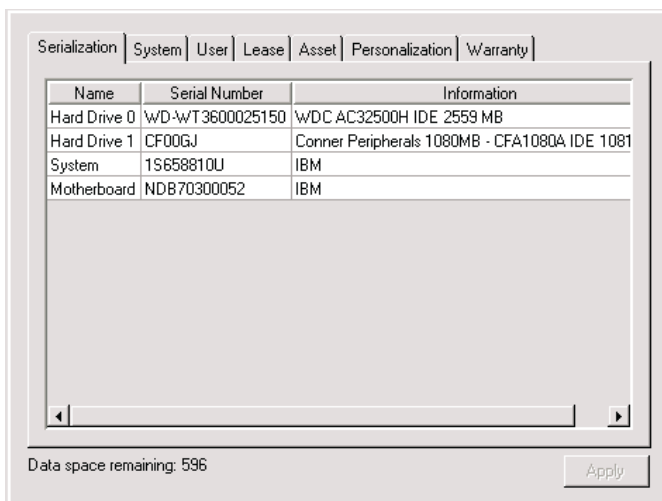 Serialization System User Lease Asset Personalization Warranty
Name Serial Number Information
Hard Drive 0 WD-WT3600025150 WDC AC32500H IDE 2559 MB
Hard Drive 1 CF00GJ Conner Peripherals 1080MB - CFA1080A IDE 1081
System 1S658810U IBM
Motherboard NDB70300052 IBM
Data space remaining: 596
Apply